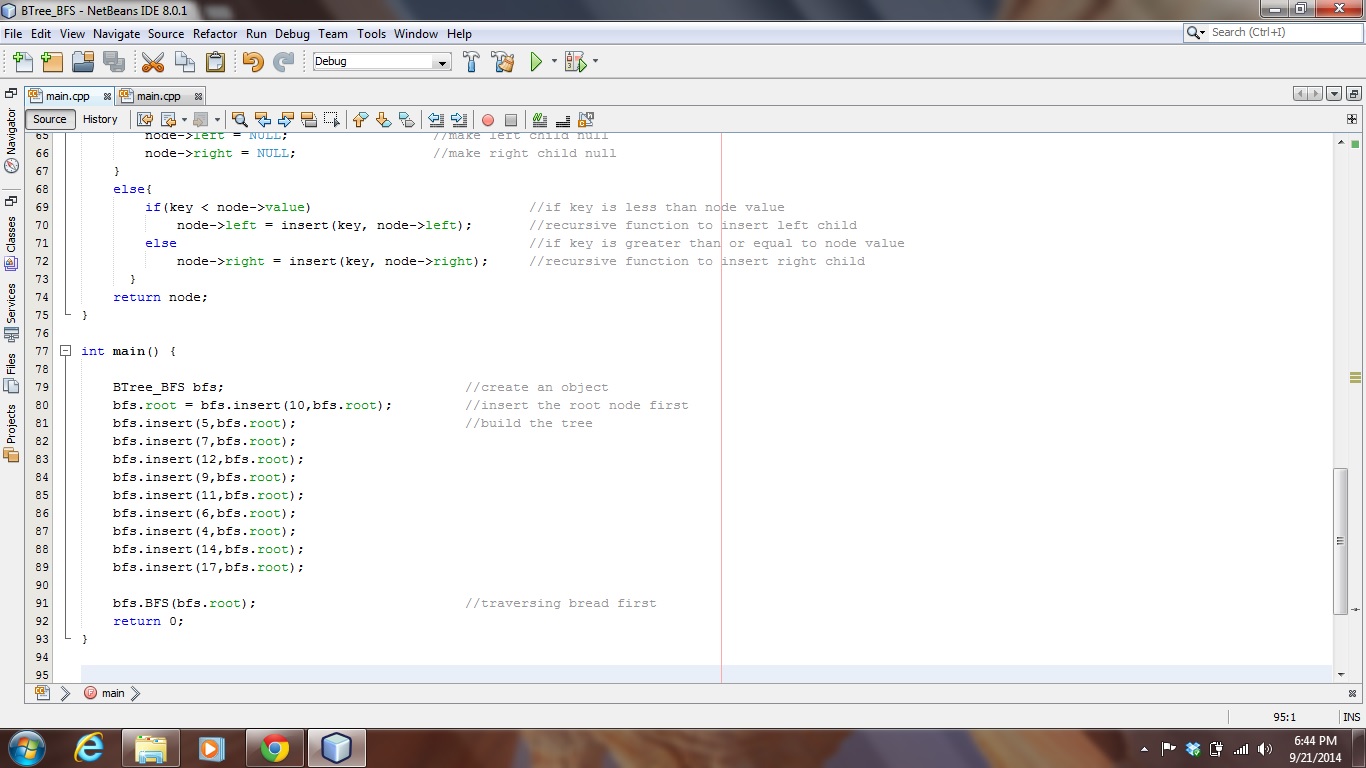 BTree_BFS - NetBeans IDE 8.0.1
File Edit View Navigate Source Refactor Run Debug Team Tools Window Help
Search (Ctrl+I)
Debug
main.cpp main.cpp
Source History
Navigator
Classes
Services
Files
Projects
65 node->left = NULL; //make left child null
66 node->right = NULL; //make right child null
67 }
68 else{
69 if(key < node->value) //if key is less than node value
70 node->left = insert(key, node->left); //recursive function to insert left child
71 else //if key is greater than or equal to node value
72 node->right = insert(key, node->right); //recursive function to insert right child
73 }
74 return node;
75 }
76
77 int main() {
78
79 BTree_BFS bfs; //create an object
80 bfs.root = bfs.insert(10,bfs.root); //insert the root node first
81 bfs.insert(5,bfs.root); //build the tree
82 bfs.insert(7,bfs.root);
83 bfs.insert(12,bfs.root);
84 bfs.insert(9,bfs.root);
85 bfs.insert(11,bfs.root);
86 bfs.insert(6,bfs.root);
87 bfs.insert(4,bfs.root);
88 bfs.insert(14,bfs.root);
89 bfs.insert(17,bfs.root);
90
91 bfs.BFS(bfs.root); //traversing bread first
92 return 0;
93 }
94
95
main
95:1 INS
6:44 PM
9/21/2014